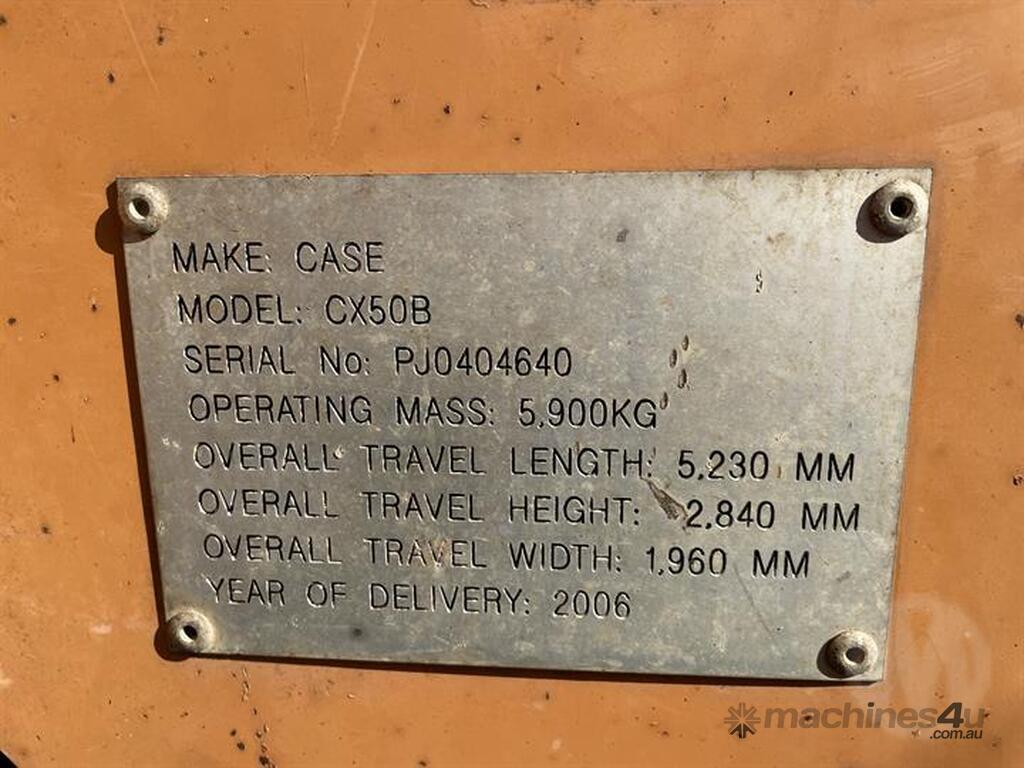 MAKE: CASE
MODEL: CX50B
SERIAL No: PJ0404640
OPERATING MASS: 5,900KG
OVERALL TRAVEL LENGTH: 5,230 MM
OVERALL TRAVEL HEIGHT: 2,840 MM
OVERALL TRAVEL WIDTH: 1,960 MM
YEAR OF DELIVERY: 2006
machines4u
.com.au